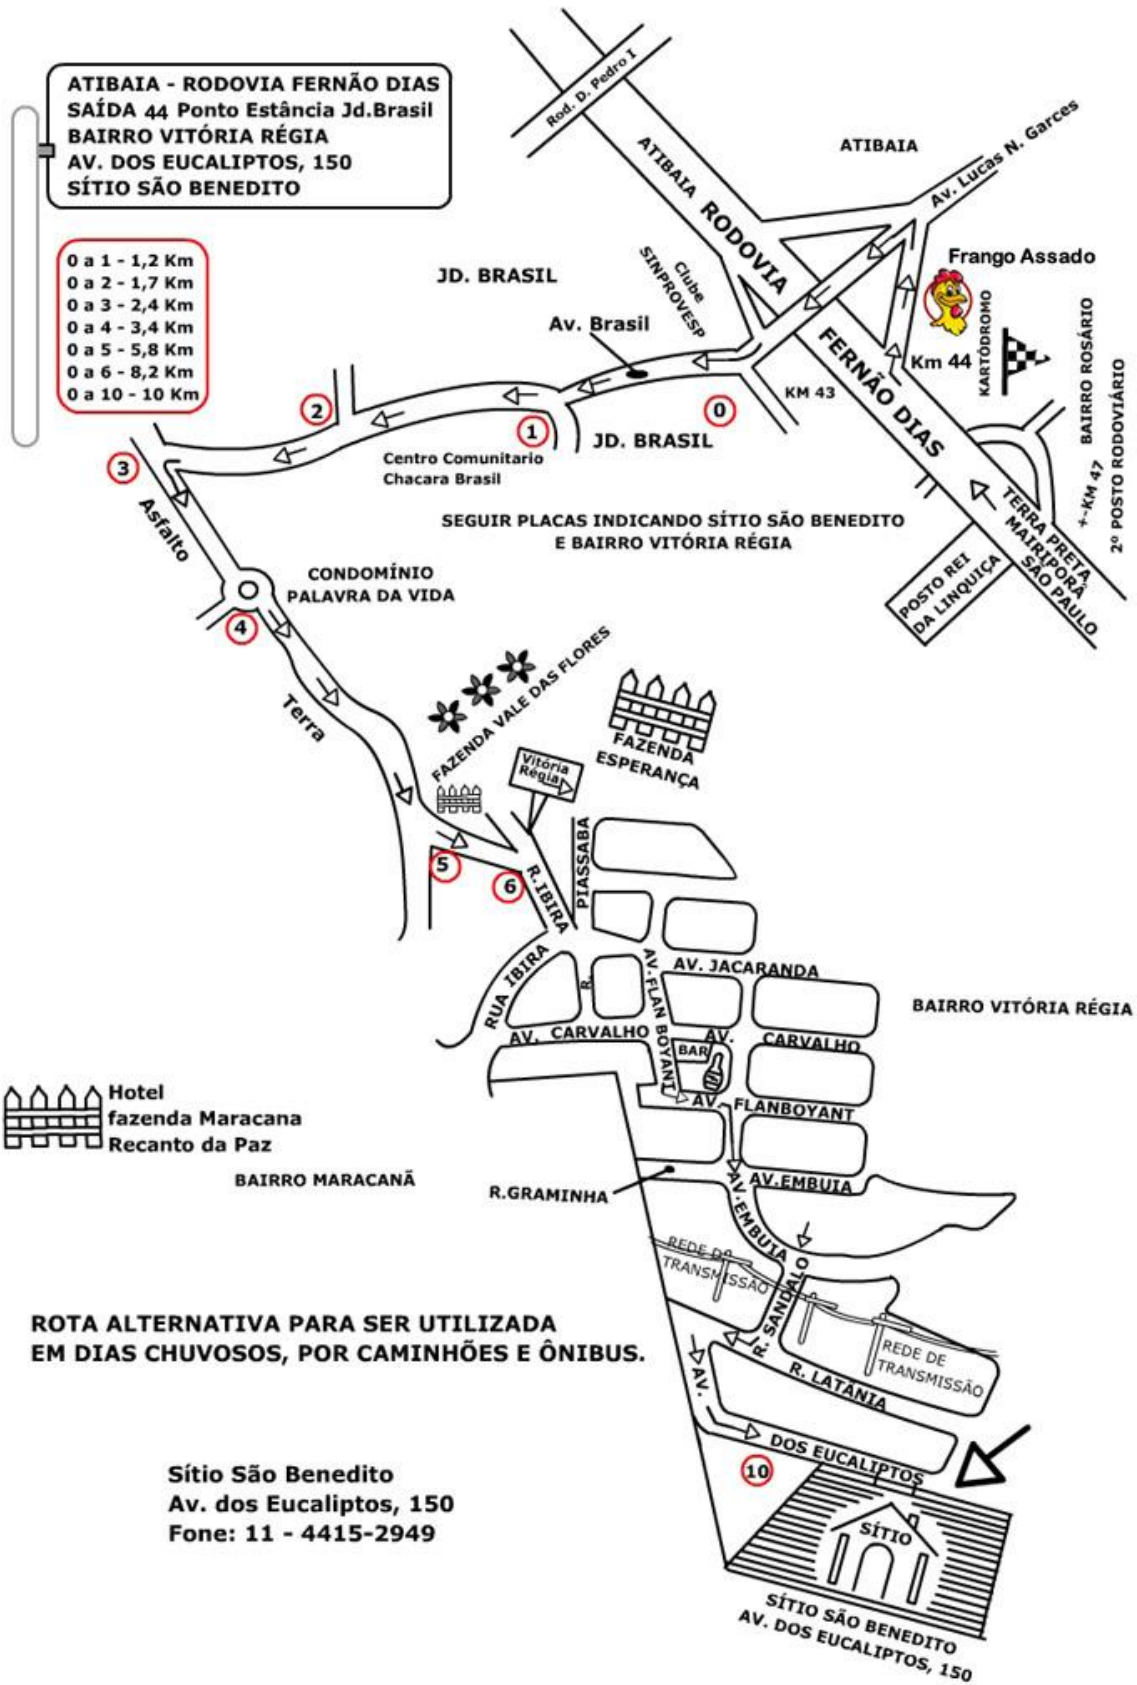 ATIBAIA - RODOVIA FERNÃO DIAS
SAÍDA 44 Ponto Estância Jd.Brasil
BAIRRO VITÓRIA RÉGIA
AV. DOS EUCALIPTOS, 150
SÍTIO SÃO BENEDITO
0 a 1 - 1,2 Km
0 a 2 - 1,7 Km
0 a 3 - 2,4 Km
0 a 4 - 3,4 Km
0 a 5 - 5,8 Km
0 a 6 - 8,2 Km
0 a 10 - 10 Km
Rod. D. Pedro I
ATIBAIA
RODOVIA
FERNÃO DIAS
ATIBAIA
Av. Lucas N. Garces
Frango Assado
Km 44
KARTÓDROMO
BAIRRO ROSÁRIO
+-KM 47
2º POSTO RODOVIÁRIO
JD. BRASIL
Clube
SINPROVESP
Av. Brasil
KM 43
0
1
2
3
JD. BRASIL
Centro Comunitario
Chacara Brasil
SEGUIR PLACAS INDICANDO SÍTIO SÃO BENEDITO
E BAIRRO VITÓRIA RÉGIA
TERRA PRETA
MAIRIPORÃ
SÃO PAULO
POSTO REI
DA LINQUIÇA
Asfalto
CONDOMÍNIO
PALAVRA DA VIDA
4
Terra
FAZENDA VALE DAS FLORES
FAZENDA
ESPERANÇA
Vitória
Régia
5
6
R.IBIRA
PIASSABA
RUA IBIRA
R.
AV. FLAN BOYANT
AV. JACARANDA
BAIRRO VITÓRIA RÉGIA
AV. CARVALHO
AV. CARVALHO
BAR
AV. FLANBOYANT
Hotel
fazenda Maracana
Recanto da Paz
BAIRRO MARACANÃ
R.GRAMINHA
AV.EMBUIA
AV.EMBUIA
REDE DE
TRANSMISSÃO
R. SANDALO
REDE DE
TRANSMISSÃO
R. LATÂNIA
ROTA ALTERNATIVA PARA SER UTILIZADA
EM DIAS CHUVOSOS, POR CAMINHÕES E ÔNIBUS.
AV. DOS EUCALIPTOS
10
Sítio São Benedito
Av. dos Eucaliptos, 150
Fone: 11 - 4415-2949
SÍTIO
SÍTIO SÃO BENEDITO
AV. DOS EUCALIPTOS, 150